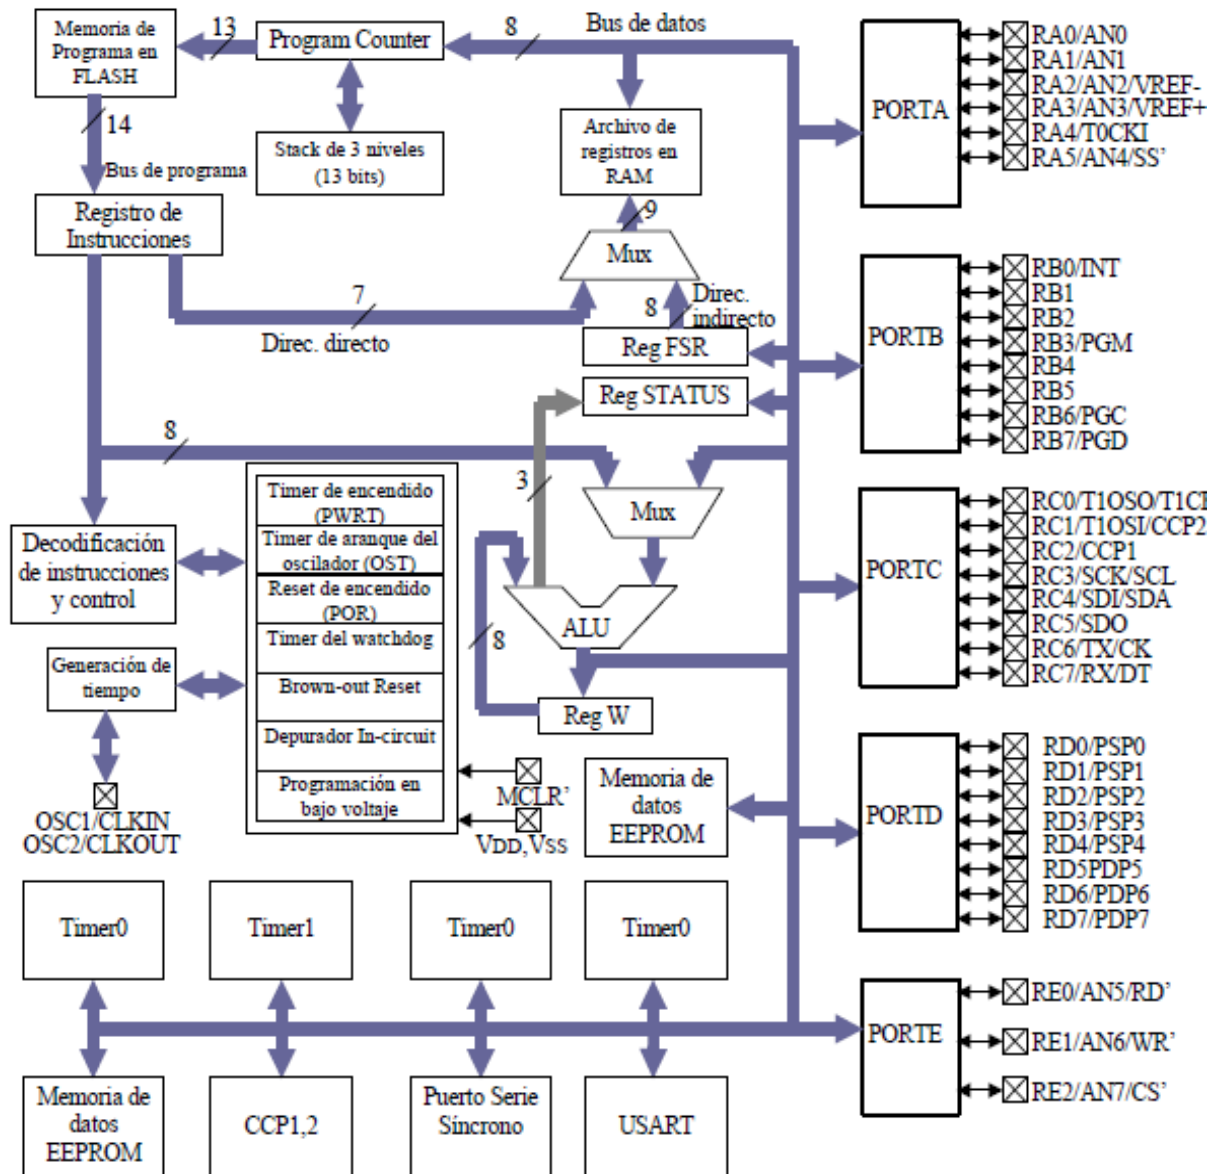 Memoria de
Programa en
FLASH
13
Program Counter
8
Bus de datos
14
Bus de programa
Stack de 3 niveles
(13 bits)
Archivo de
registros en
RAM
9
Mux
Registro de
Instrucciones
7
Direc. directo
8
Direc.
indirecto
Reg FSR
Reg STATUS
8
3
Mux
Timer de encendido
(PWRT)
Timer de aranque del
oscilador (OST)
Reset de encendido
(POR)
Timer del watchdog
Brown-out Reset
Depurador In-circuit
Programación en
bajo voltaje
Decodificación
de instrucciones
y control
Generación de
tiempo
OSC1/CLKIN
OSC2/CLKOUT
8
ALU
Reg W
MCLR’
VDD,VSS
Memoria de
datos
EEPROM
Timer0
Timer1
Timer0
Timer0
Memoria de
datos
EEPROM
CCP1,2
Puerto Serie
Síncrono
USART
PORTA
RA0/AN0
RA1/AN1
RA2/AN2/VREF-
RA3/AN3/VREF+
RA4/T0CKI
RA5/AN4/SS’
PORTB
RB0/INT
RB1
RB2
RB3/PGM
RB4
RB5
RB6/PGC
RB7/PGD
PORTC
RC0/T1OSO/T1CF
RC1/T1OSI/CCP2
RC2/CCP1
RC3/SCK/SCL
RC4/SDI/SDA
RC5/SDO
RC6/TX/CK
RC7/RX/DT
PORTD
RD0/PSP0
RD1/PSP1
RD2/PSP2
RD3/PSP3
RD4/PSP4
RD5PDP5
RD6/PDP6
RD7/PDP7
PORTE
RE0/AN5/RD’
RE1/AN6/WR’
RE2/AN7/CS’